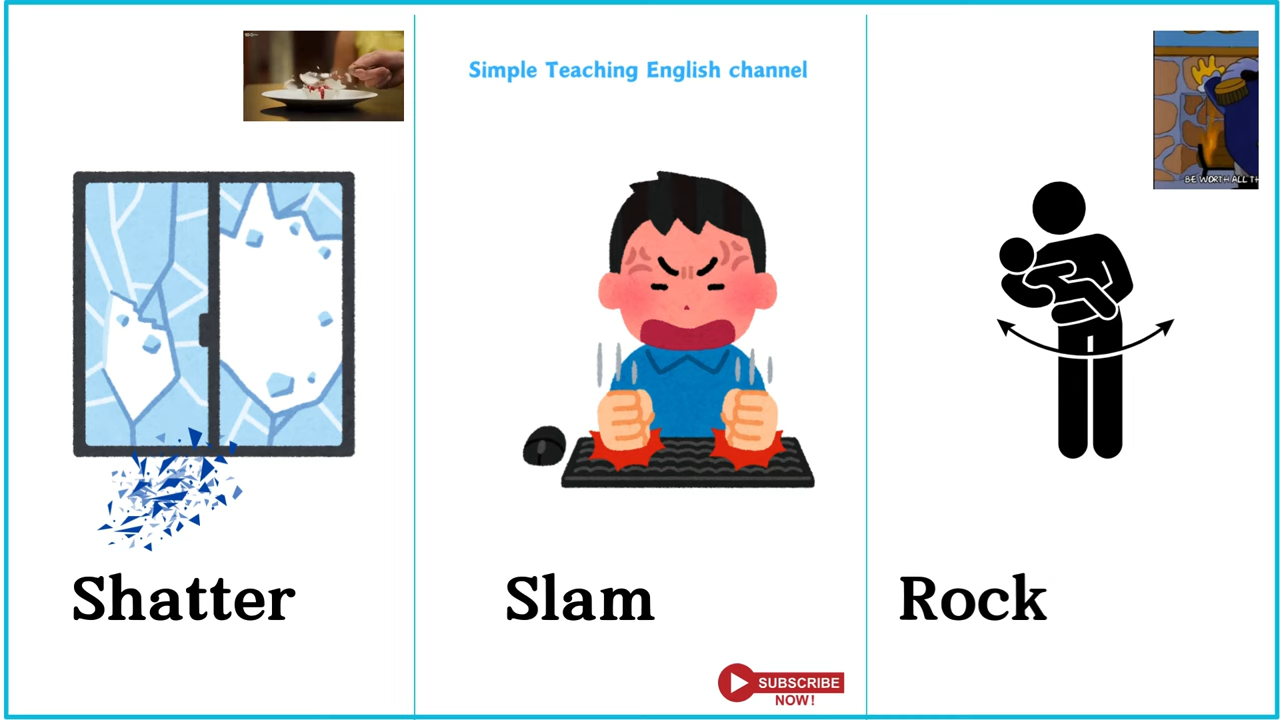 Simple Teaching English channel
BE WORTH ALL TH
Shatter
Slam
Rock
SUBSCRIBE
NOW!